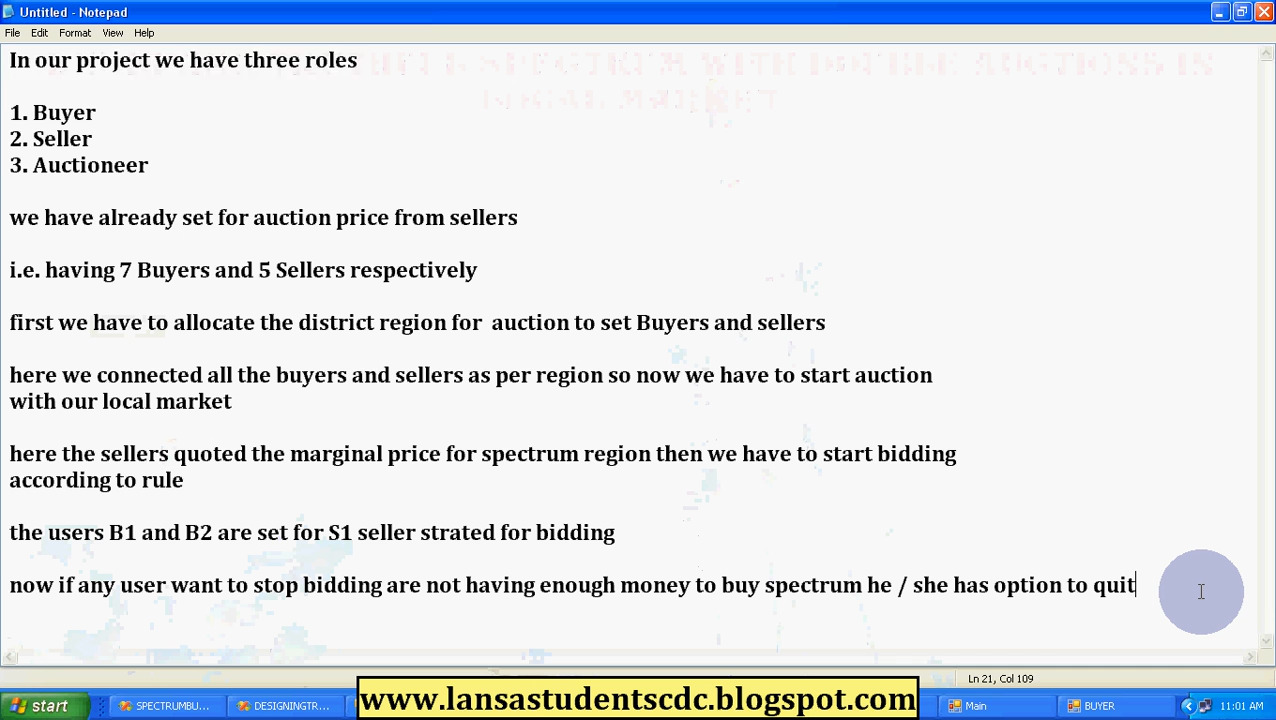 Untitled - Notepad
File Edit Format View Help
In our project we have three roles
1. Buyer
2. Seller
3. Auctioneer
we have already set for auction price from sellers
i.e. having 7 Buyers and 5 Sellers respectively
first we have to allocate the district region for  auction to set Buyers and sellers
here we connected all the buyers and sellers as per region so now we have to start auction
with our local market
here the sellers quoted the marginal price for spectrum region then we have to start bidding
according to rule
the users B1 and B2 are set for S1 seller strated for bidding
now if any user want to stop bidding are not having enough money to buy spectrum he / she has option to quit
Ln 21, Col 109
start SPECTRUMBU... DESIGNINGTR... www.lansastudentscdc.blogspot.com Main BUYER 11:01 AM